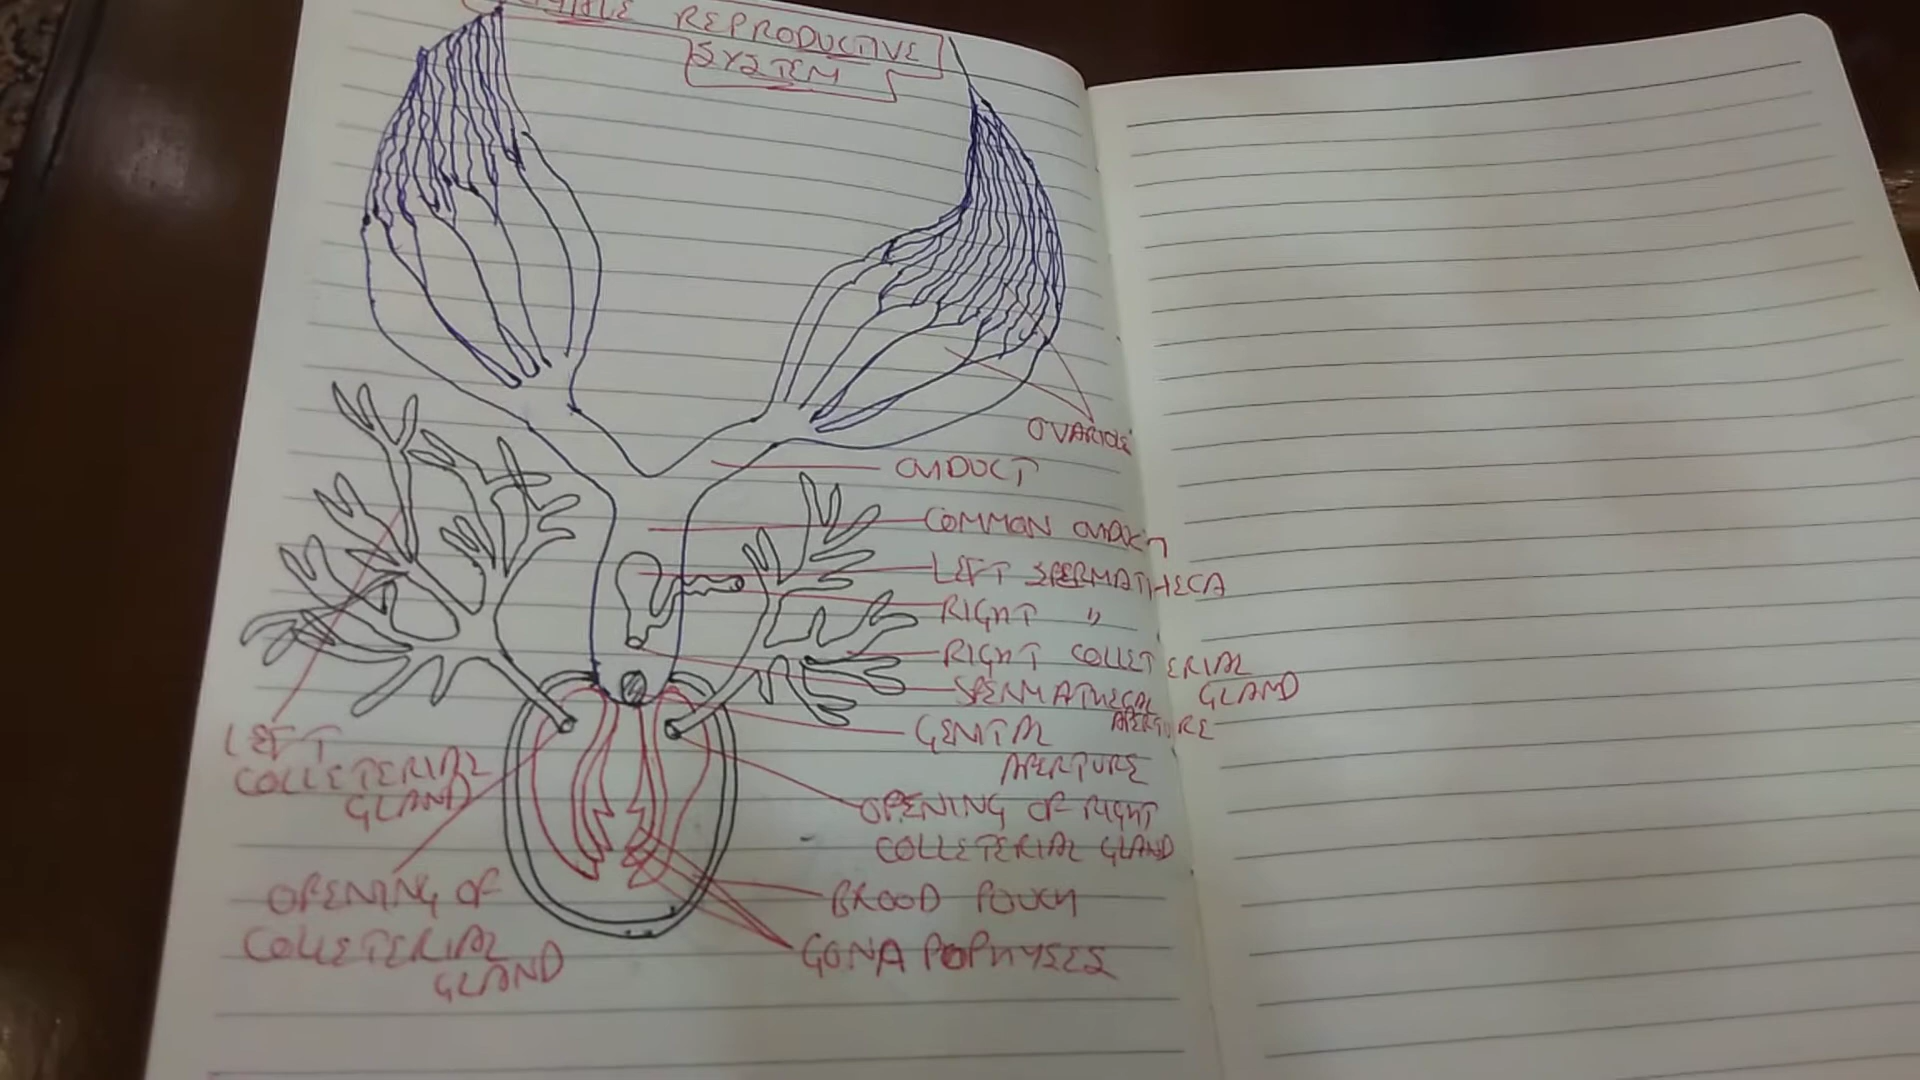 REPRODUCTIVE
SYSTEM
OVARIOLE
OVIDUCT
COMMON OVIDUCT
LEFT SPERMATHECA
RIGHT "
RIGHT COLLETERIAL
GLAND
SPERMATHECAL
APERTURE
GENITAL
APERTURE
OPENING OF RIGHT
COLLETERIAL GLAND
BROOD POUCH
GONAPOPHYSES
LEFT
COLLETERIAL
GLAND
OPENING OF
COLLETERIAL
GLAND